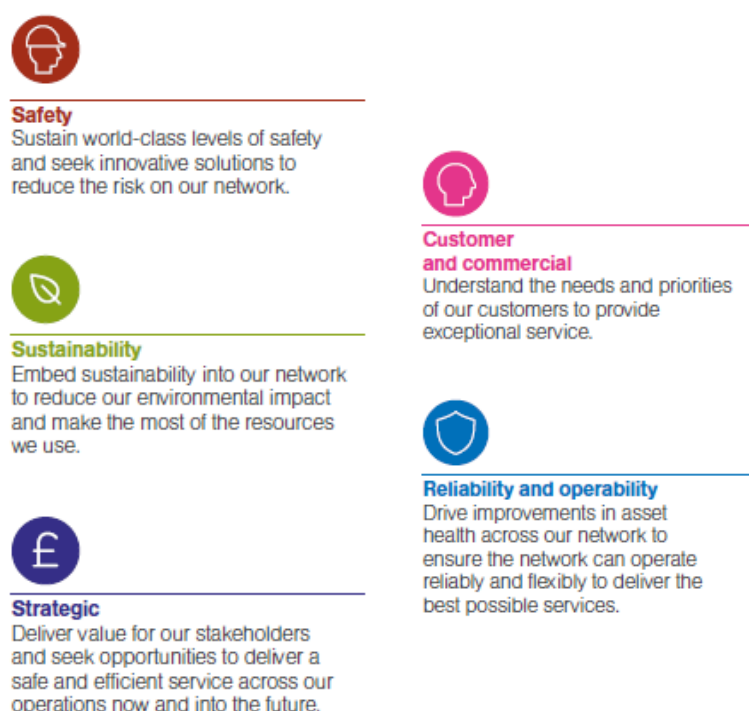 Safety
Sustain world-class levels of safety
and seek innovative solutions to
reduce the risk on our network.
Sustainability
Embed sustainability into our network
to reduce our environmental impact
and make the most of the resources
we use.
£
Strategic
Deliver value for our stakeholders
and seek opportunities to deliver a
safe and efficient service across our
operations now and into the future.
Customer
and commercial
Understand the needs and priorities
of our customers to provide
exceptional service.
Reliability and operability
Drive improvements in asset
health across our network to
ensure the network can operate
reliably and flexibly to deliver the
best possible services.